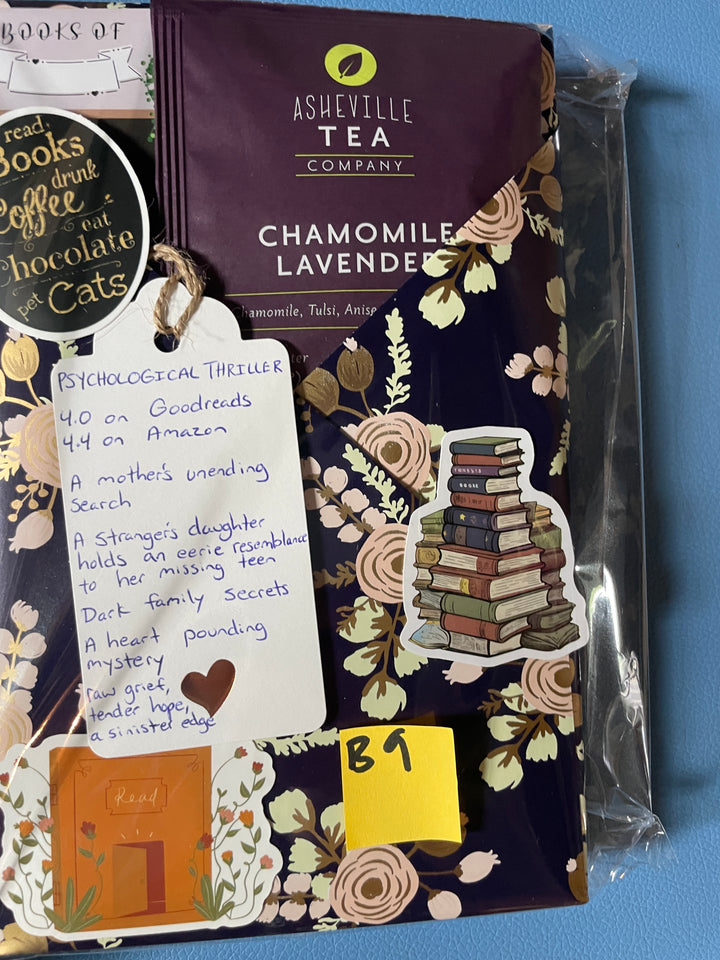 BOOKS OF
read
Books
drink
Coffee
eat
Chocolate
pet Cats
ASHEVILLE
TEA
COMPANY
CHAMOMILE
LAVENDER
Chamomile, Tulsi, Anise
PSYCHOLOGICAL THRILLER
4.0 on Goodreads
4.4 on Amazon
A mother's unending
search
A stranger's daughter
holds an eerie resemblance
to her missing teen
Dark family secrets
A heart pounding
mystery
raw grief,
tender hope,
a sinister edge
Read
B9